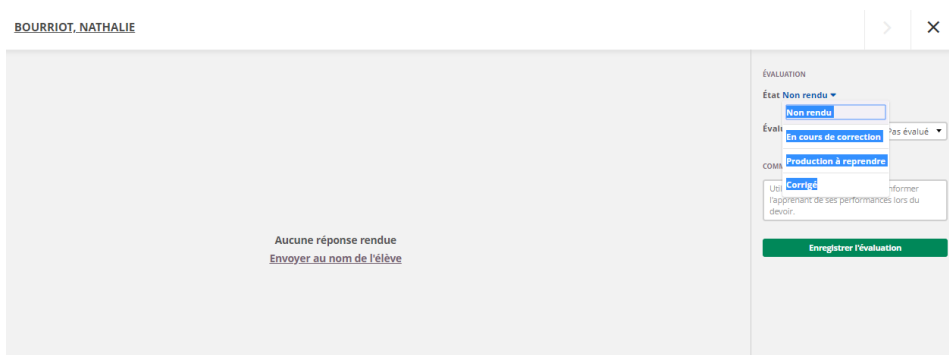 BOURRIOT, NATHALIE
ÉVALUATION
État Non rendu
Non rendu
Éval
Pas évalué
En cours de correction
Production à reprendre
COMM
Corrigé
Util
nformer
l'apprenant de ses performances lors du
devoir.
Enregistrer l'évaluation
Aucune réponse rendue
Envoyer au nom de l'élève